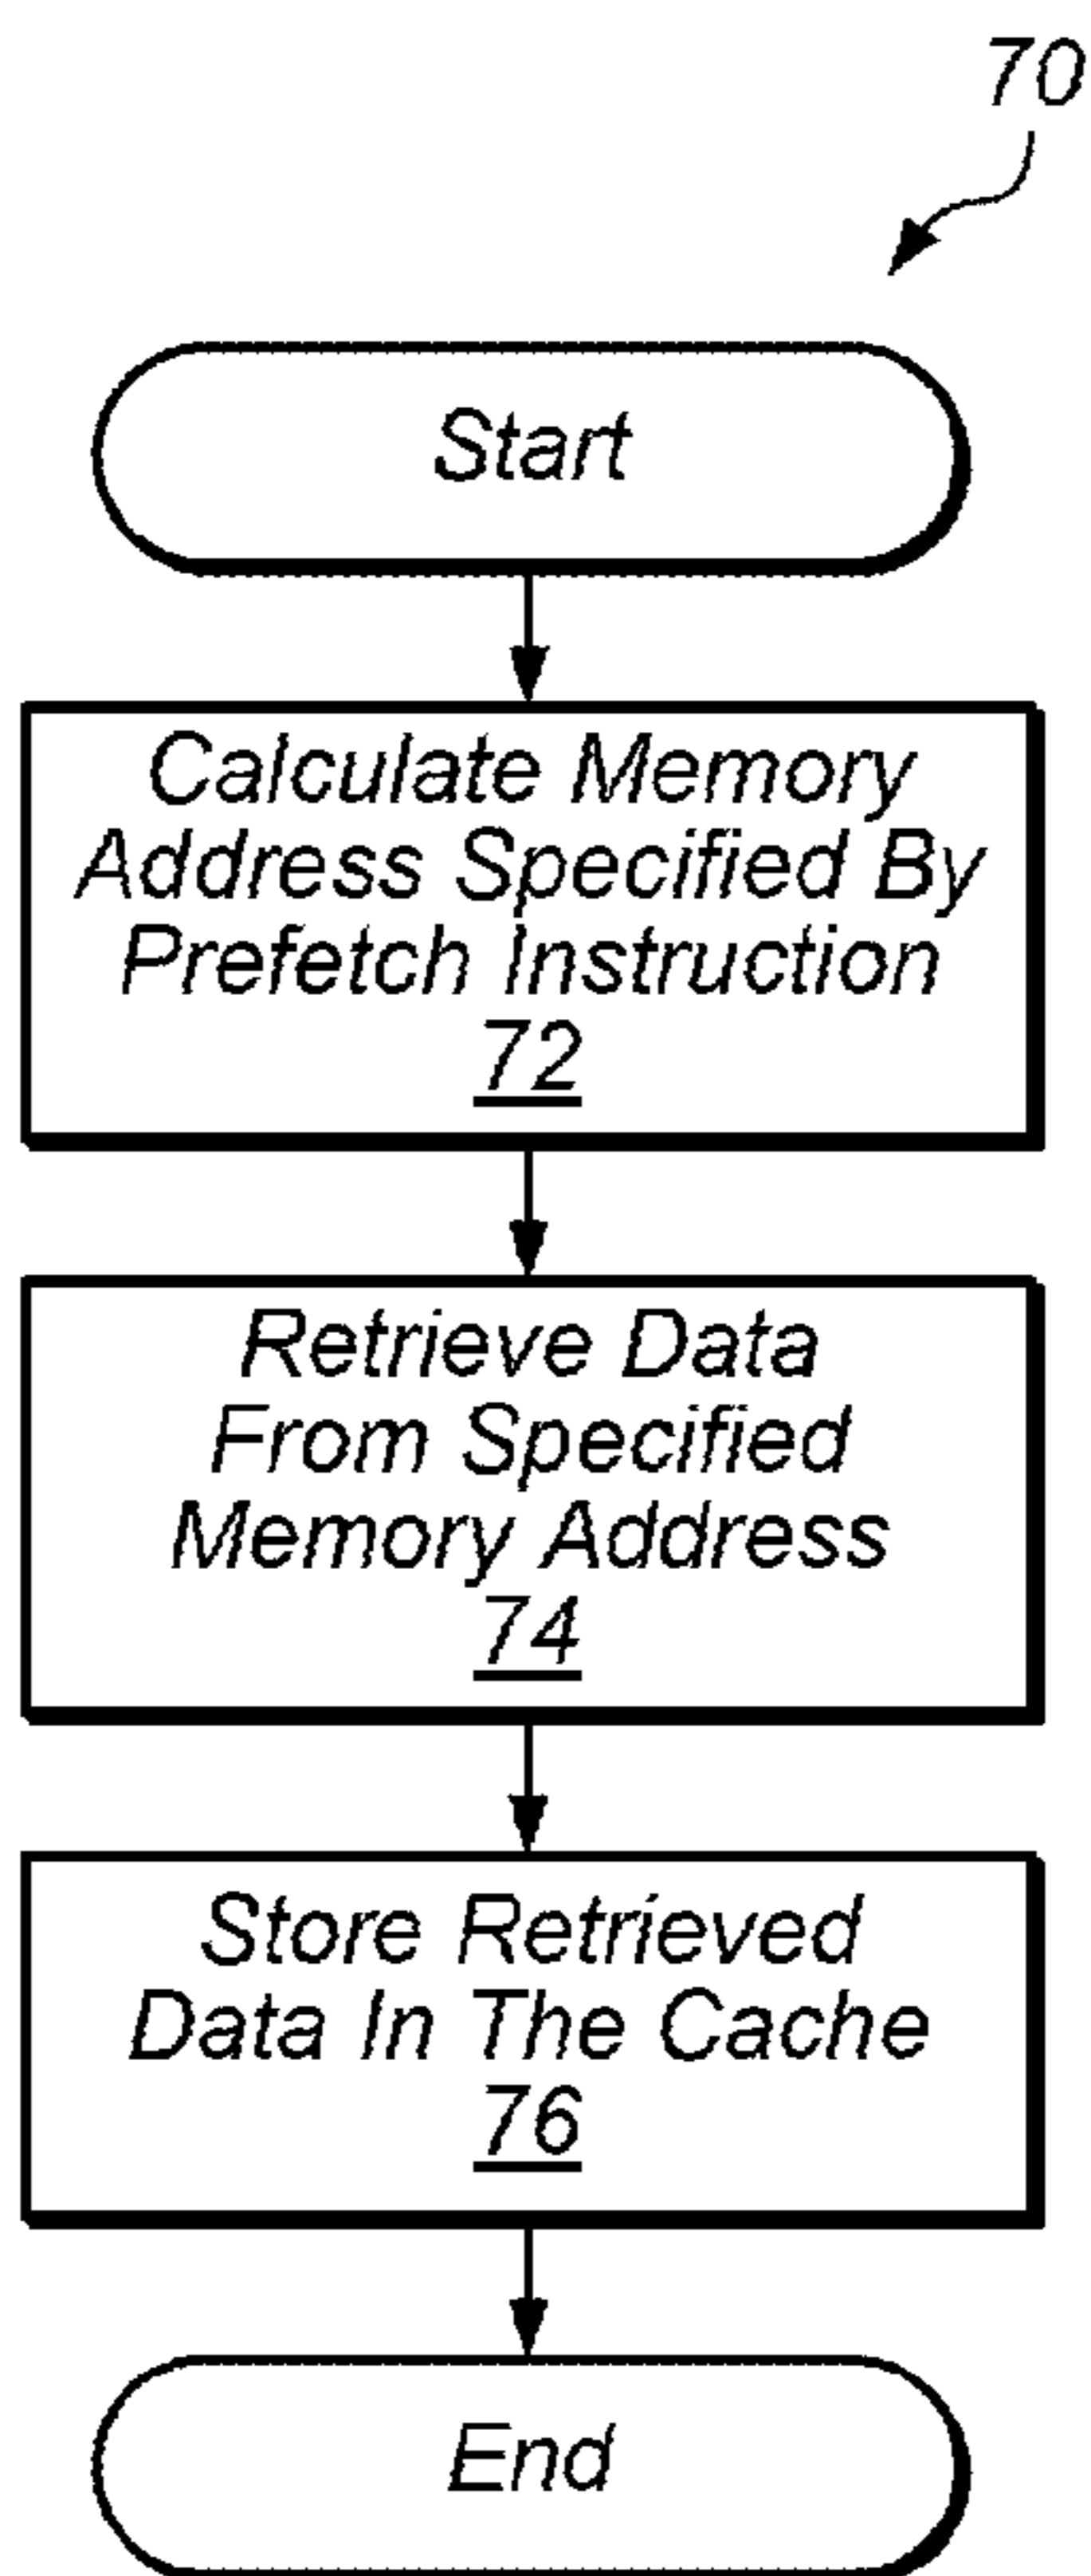 70
Start
Calculate Memory
Address Specified By
Prefetch Instruction
72
Retrieve Data
From Specified
Memory Address
74
Store Retrieved
Data In The Cache
76
End